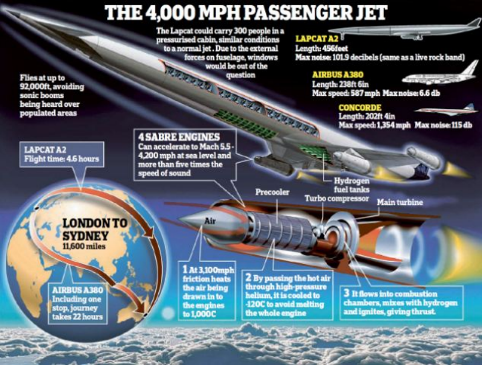 THE 4,000 MPH PASSENGER JET
The Lapcat could carry 300 people in a
pressurised cabin, similar conditions
to a normal jet. Due to the external
forces on fuselage, windows
would be out of the
question
LAPCAT A2
Length: 456feet
Max noise: 101.9 decibels (same as a live rock band)
AIRBUS A380
Length: 238ft 6in
Max speed: 587 mph Max noise: 6.6 db
CONCORDE
Length: 202ft 4in
Max speed: 1,354 mph Max noise: 115 db
Flies at up to
92,000ft, avoiding
sonic booms
being heard over
populated areas
4 SABRE ENGINES
Can accelerate to Mach 5.5 -
4,200 mph at sea level and
more than five times the
speed of sound
LAPCAT A2
Flight time: 4.6 hours
Hydrogen
fuel tanks
Precooler
Turbo compressor
Main turbine
Air
LONDON TO
SYDNEY
11,600 miles
AIRBUS A380
Including one
stop, journey
takes 22 hours
1 At 3,100mph
friction heats
the air being
drawn in to
the engines
to 1,000C
2 By passing the hot air
through high-pressure
helium, it is cooled to
-120C to avoid melting
the whole engine
3 It flows into combustion
chambers, mixes with hydrogen
and ignites, giving thrust.